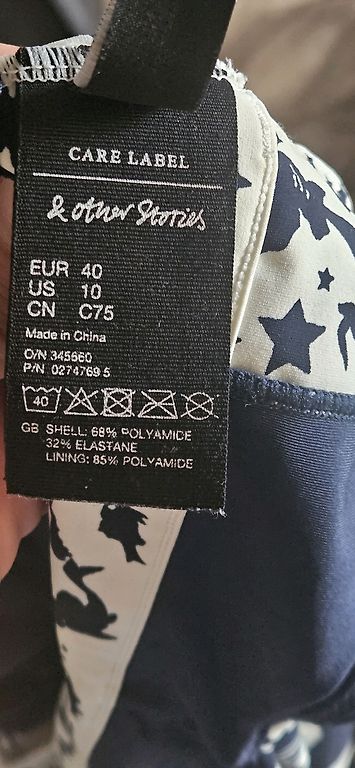 CARE LABEL
& other Stories
EUR 40
US 10
CN C75
Made in China
O/N 345660
P/N 0274769 5
40
GB SHELL: 68% POLYAMIDE
32% ELASTANE
LINING: 85% POLYAMIDE